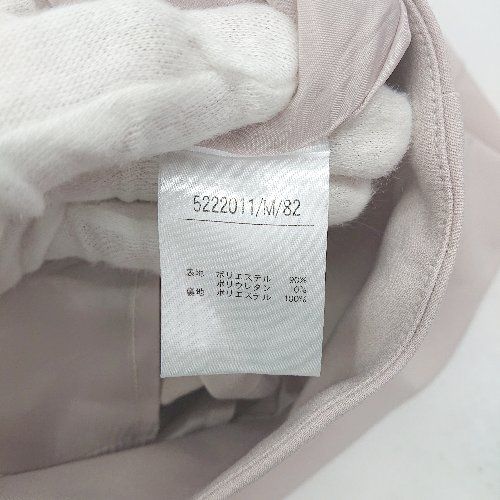 5222011/M/82
表地 ポリエステル 90%
ポリウレタン 10%
裏地 ポリエステル 100%